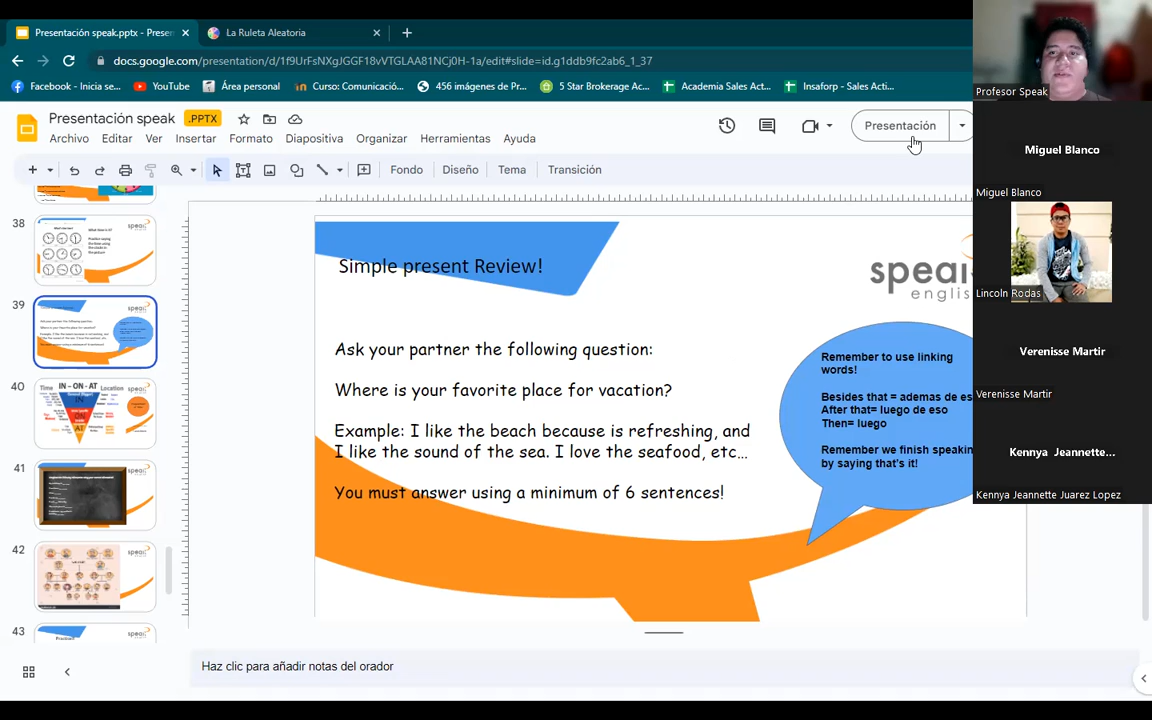 Presentación speak.pptx - Presen
La Ruleta Aleatoria
docs.google.com/presentation/d/1f9UrFsNXgJGGF18vVTGLAA81NCj0H-1a/edit#slide=id.g1ddb9fc2ab6_1_37
Facebook - Inicia se...
YouTube
Área personal
Curso: Comunicació...
456 imágenes de Pr...
5 Star Brokerage Ac...
Academia Sales Act...
Insaforp - Sales Acti...
Presentación speak
.PPTX
Archivo
Editar
Ver
Insertar
Formato
Diapositiva
Organizar
Herramientas
Ayuda
Presentación
Fondo
Diseño
Tema
Transición
38
39
40
Time
IN – ON – AT
Location
IN
ON
AT
41
42
43
Simple present Review!
speak
english
Ask your partner the following question:
Where is your favorite place for vacation?
Example: I like the beach because is refreshing, and
I like the sound of the sea. I love the seafood, etc...
You must answer using a minimum of 6 sentences!
Remember to use linking
words!
Besides that = ademas de es
After that= luego de eso
Then= luego
Remember we finish speakin
by saying that's it!
Haz clic para añadir notas del orador
Profesor Speak
Miguel Blanco
Miguel Blanco
Lincoln Rodas
Verenisse Martir
Verenisse Martir
Kennya Jeannette...
Kennya Jeannette Juarez Lopez